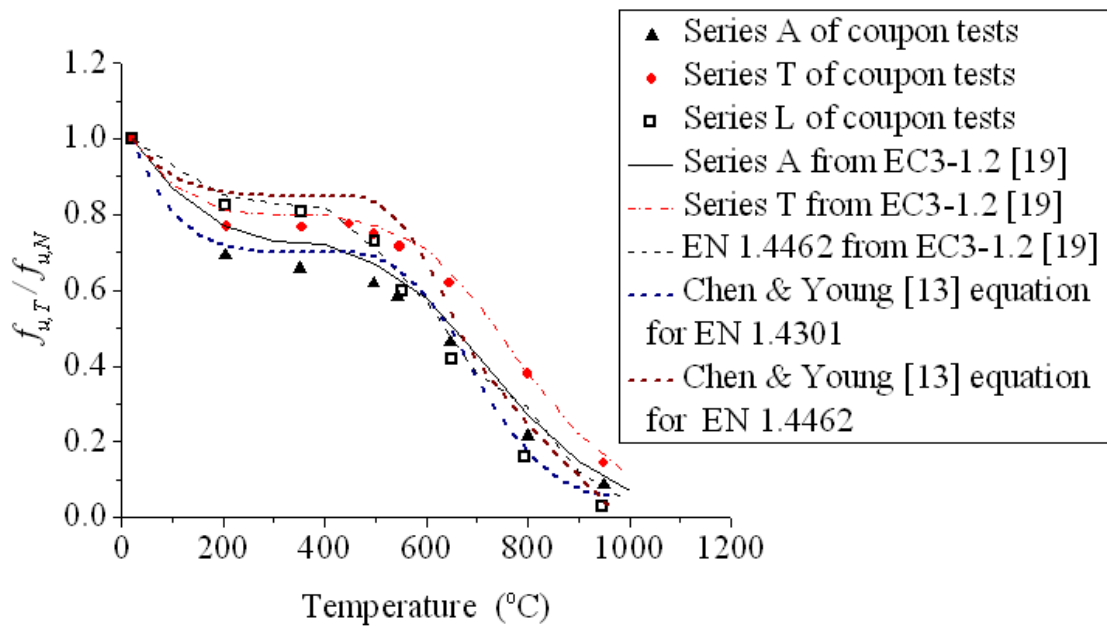 Series A of coupon tests
Series T of coupon tests
Series L of coupon tests
Series A from EC3-1.2 [19]
Series T from EC3-1.2 [19]
EN 1.4462 from EC3-1.2 [19]
Chen & Young [13] equation
for EN 1.4301
Chen & Young [13] equation
for EN 1.4462
1.2
1.0
0.8
0.6
0.4
0.2
0.0
fu,T/fu,N
0 200 400 600 800 1000 1200
Temperature (°C)